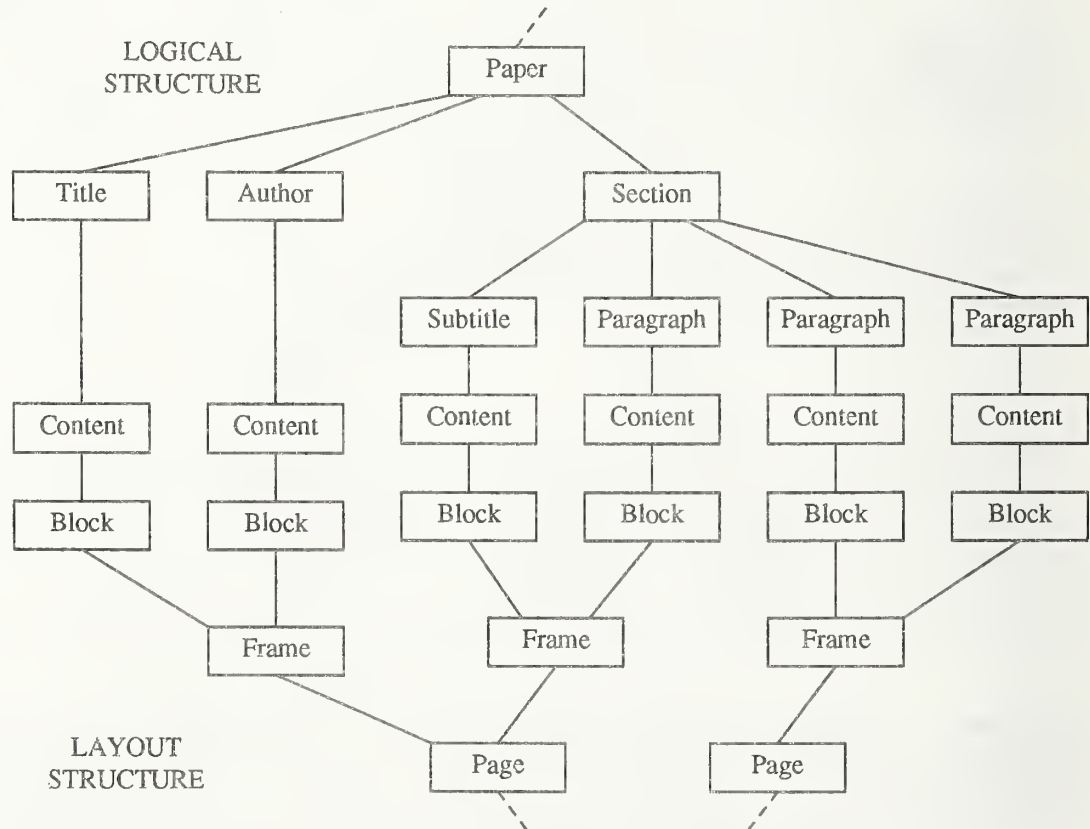 LOGICAL
STRUCTURE
Paper
Title
Author
Section
Subtitle
Paragraph
Paragraph
Paragraph
Content
Content
Content
Content
Content
Content
Block
Block
Block
Block
Block
Block
Frame
Frame
Frame
LAYOUT
STRUCTURE
Page
Page